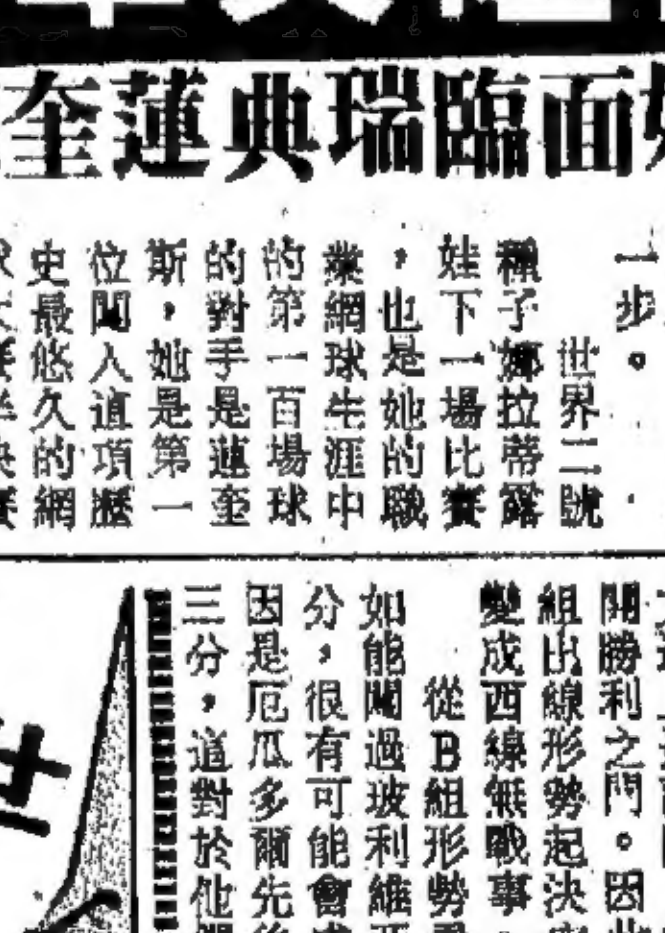 面臨瑞典蓮奎
一步。
世界二號
種子娜拉蒂露
娃下一場比賽
，也是她的職
業網球生涯中
的第一百場球
的對手是蓮奎
斯，她是第一
位闖入這項歷
史最悠久的網
開勝利之門。因
組出線形勢起決
變成西線無戰事
從B組形勢
如能闖過玻利維
分，很有可能會
因是厄瓜多爾先
三分，這對於他